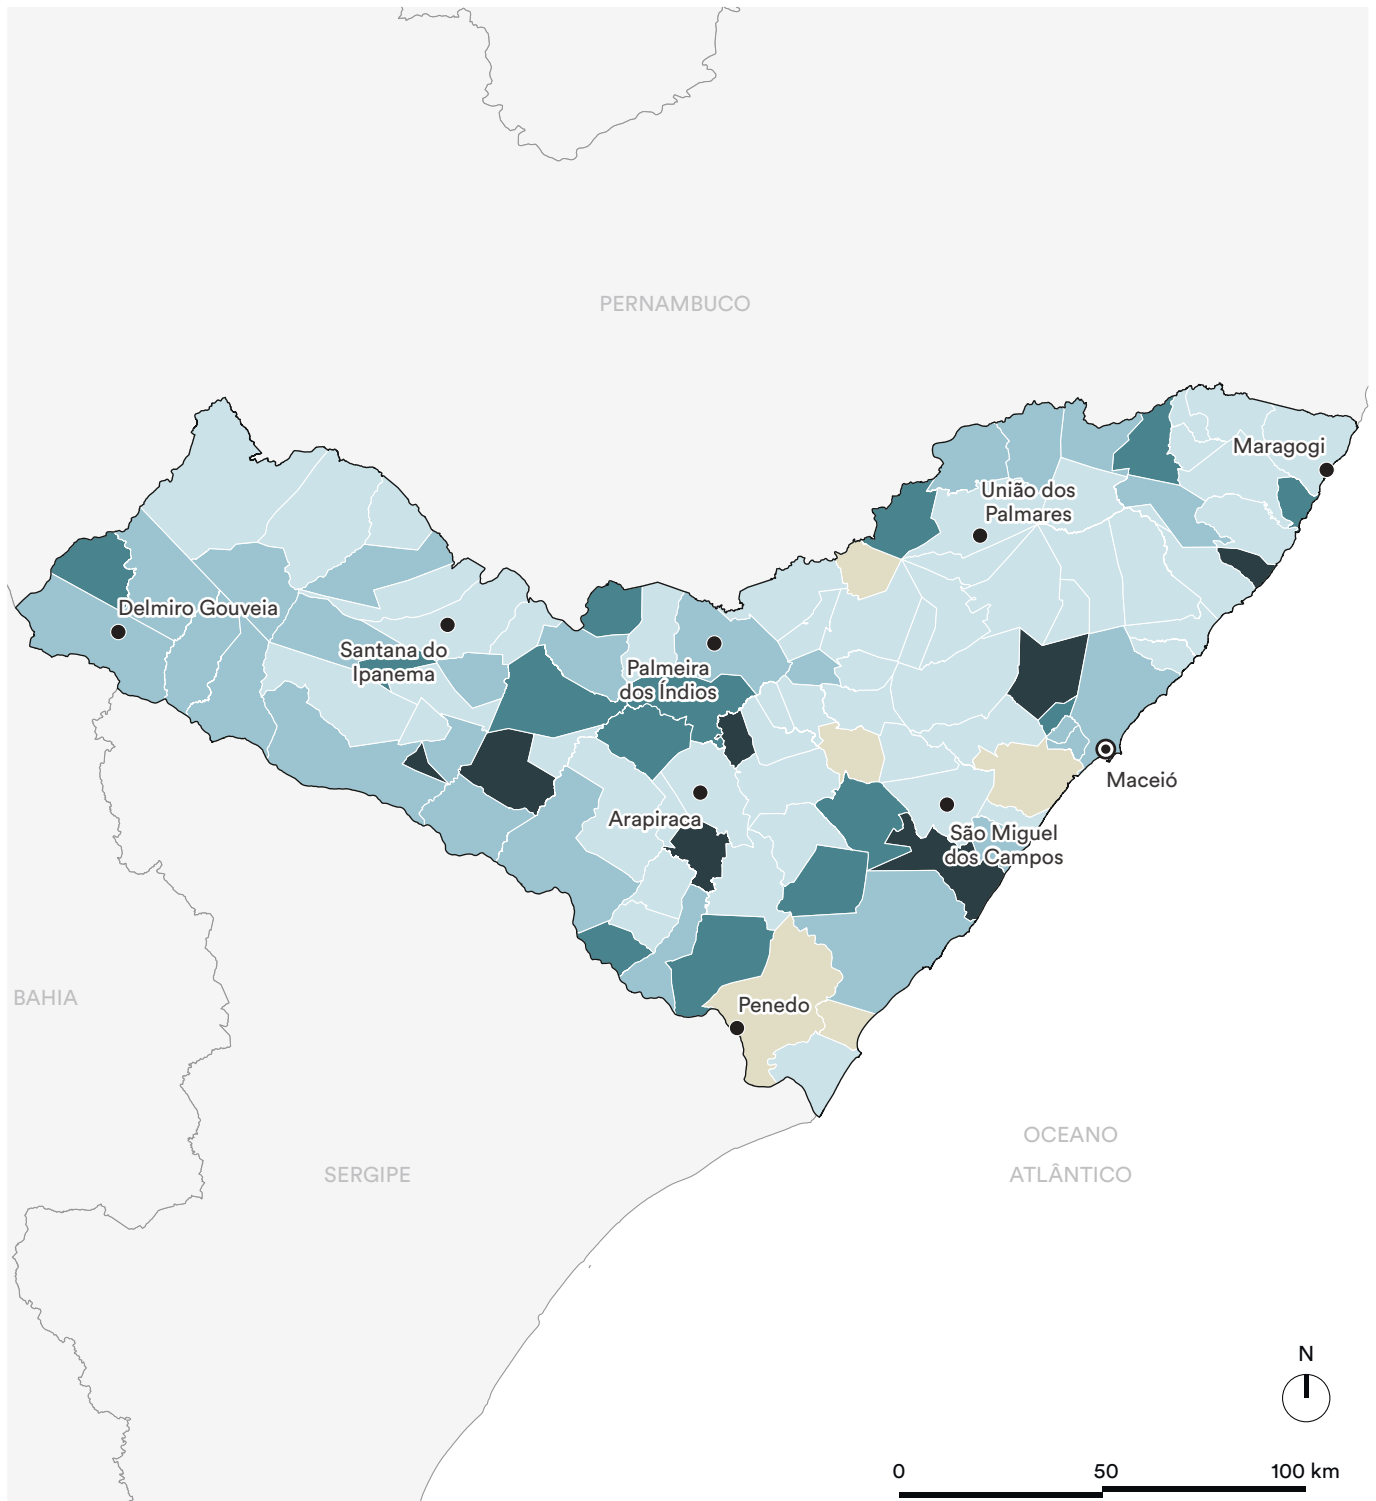 PERNAMBUCO
Maragogi
União dos
Palmares
Delmiro Gouveia
Santana do
Ipanema
Palmeira
dos Índios
Maceió
Arapiraca
São Miguel
dos Campos
BAHIA
Penedo
OCEANO
ATLÂNTICO
SERGIPE
N
0 50 100 km